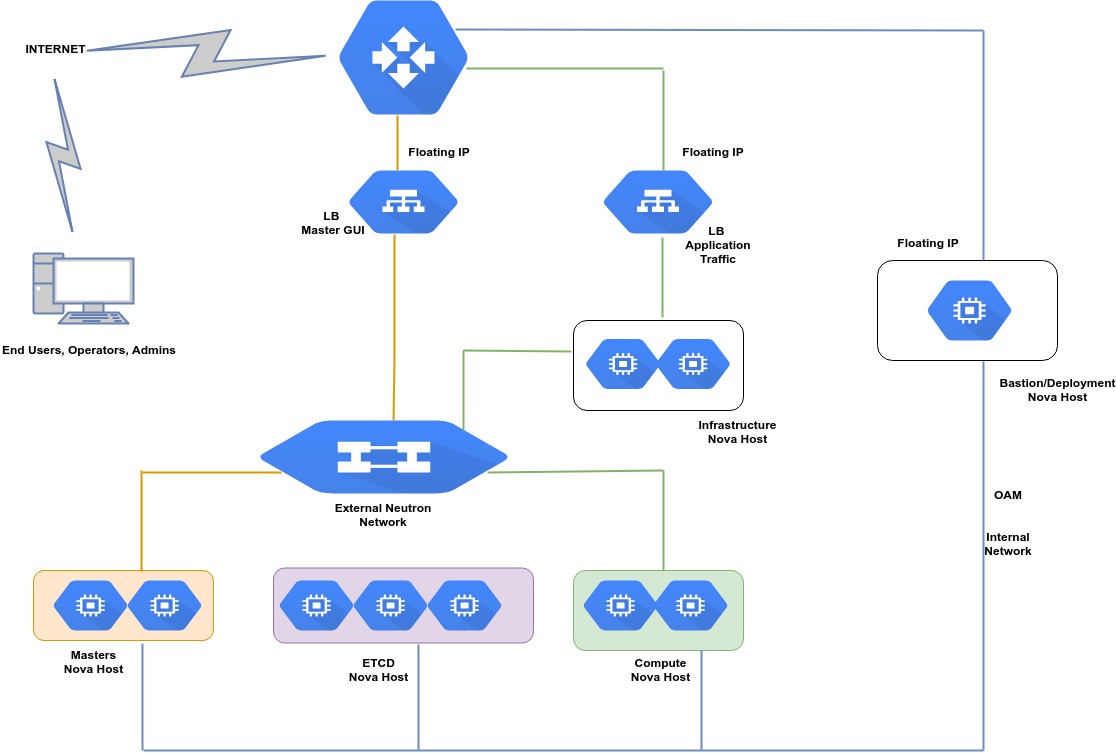 INTERNET
Floating IP
Floating IP
LB
Master GUI
LB
Application
Traffic
Floating IP
End Users, Operators, Admins
Bastion/Deployment
Nova Host
Infrastructure
Nova Host
OAM
External Neutron
Network
Internal
Network
Masters
Nova Host
ETCD
Nova Host
Compute
Nova Host